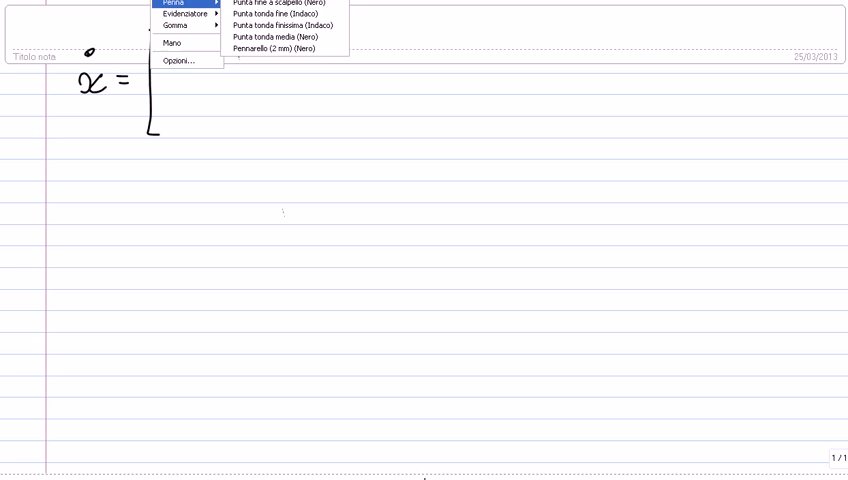 Penna
Punta fine a scalpello (Nero)
Evidenziatore
Punta tonda fine (Indaco)
Gomma
Punta tonda finissima (Indaco)
Punta tonda media (Nero)
Mano
Pennarello (2 mm) (Nero)
Titolo nota
Opzioni...
25/03/2013
ẋ = [
1 / 1